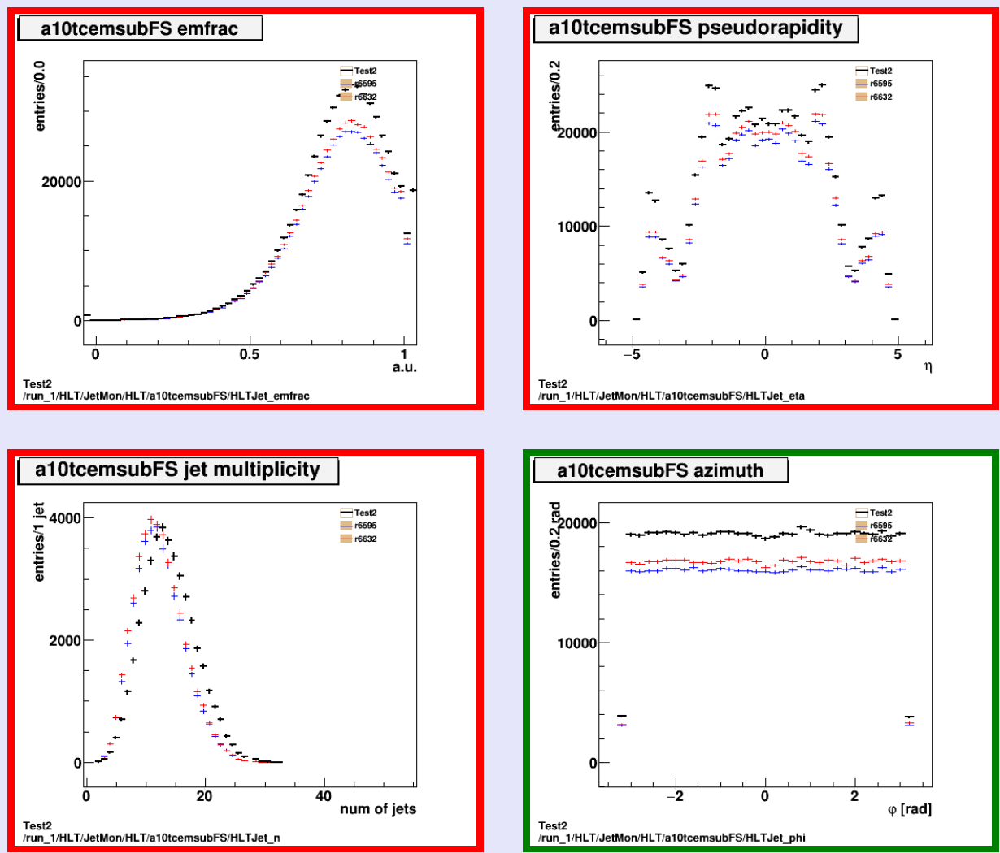 a10tcemsubFS emfrac
entries/0.0
Test2
r6595
r6632
20000
0
0 0.5 1
a.u.
Test2
/run_1/HLT/JetMon/HLT/a10tcemsubFS/HLTJet_emfrac
a10tcemsubFS pseudorapidity
entries/0.2
Test2
r6595
r6632
20000
10000
0
−5 0 5
η
Test2
/run_1/HLT/JetMon/HLT/a10tcemsubFS/HLTJet_eta
a10tcemsubFS jet multiplicity
entries/1 jet
Test2
r6595
r6632
4000
2000
0
0 20 40
num of jets
Test2
/run_1/HLT/JetMon/HLT/a10tcemsubFS/HLTJet_n
a10tcemsubFS azimuth
entries/0.2 rad
Test2
r6595
r6632
20000
10000
0
−2 0 2
φ [rad]
Test2
/run_1/HLT/JetMon/HLT/a10tcemsubFS/HLTJet_phi